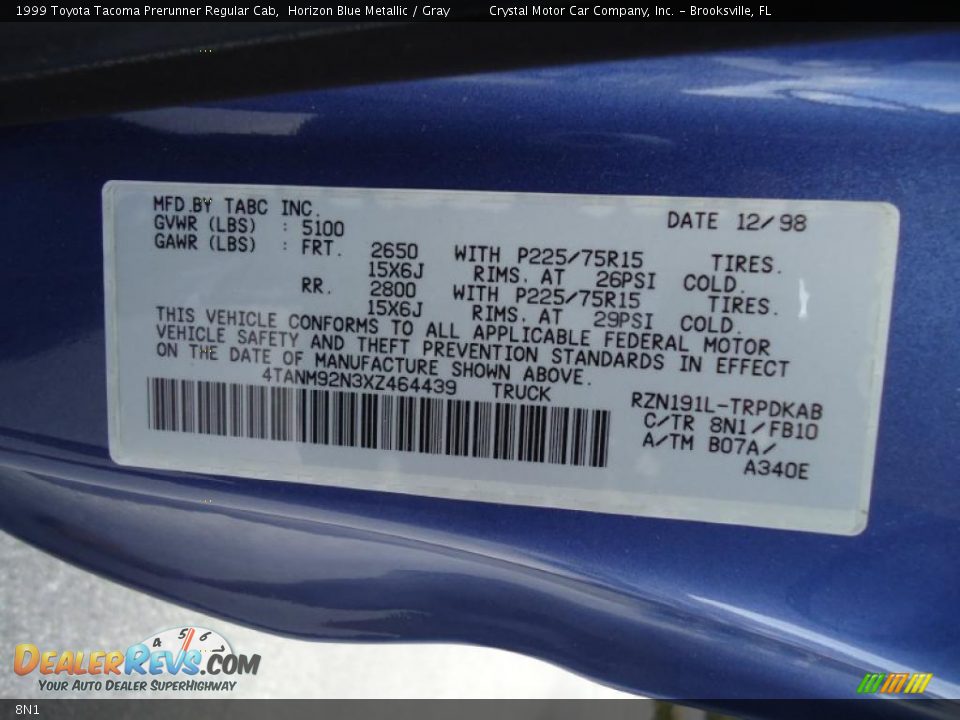 1999 Toyota Tacoma Prerunner Regular Cab, Horizon Blue Metallic / Gray Crystal Motor Car Company, Inc. - Brooksville, FL
MFD.BY TABC INC. DATE 12/98
GVWR (LBS) : 5100
GAWR (LBS) : FRT. 2650 WITH P225/75R15 TIRES.
15X6J RIMS. AT 26PSI COLD.
RR. 2800 WITH P225/75R15 TIRES.
15X6J RIMS. AT 29PSI COLD.
THIS VEHICLE CONFORMS TO ALL APPLICABLE FEDERAL MOTOR
VEHICLE SAFETY AND THEFT PREVENTION STANDARDS IN EFFECT
ON THE DATE OF MANUFACTURE SHOWN ABOVE.
4TANM92N3XZ464439 TRUCK
RZN191L-TRPDKAB
C/TR 8N1/FB10
A/TM B07A/
A340E
4 5 6
DEALERREVS.COM
YOUR AUTO DEALER SUPERHIGHWAY
8N1